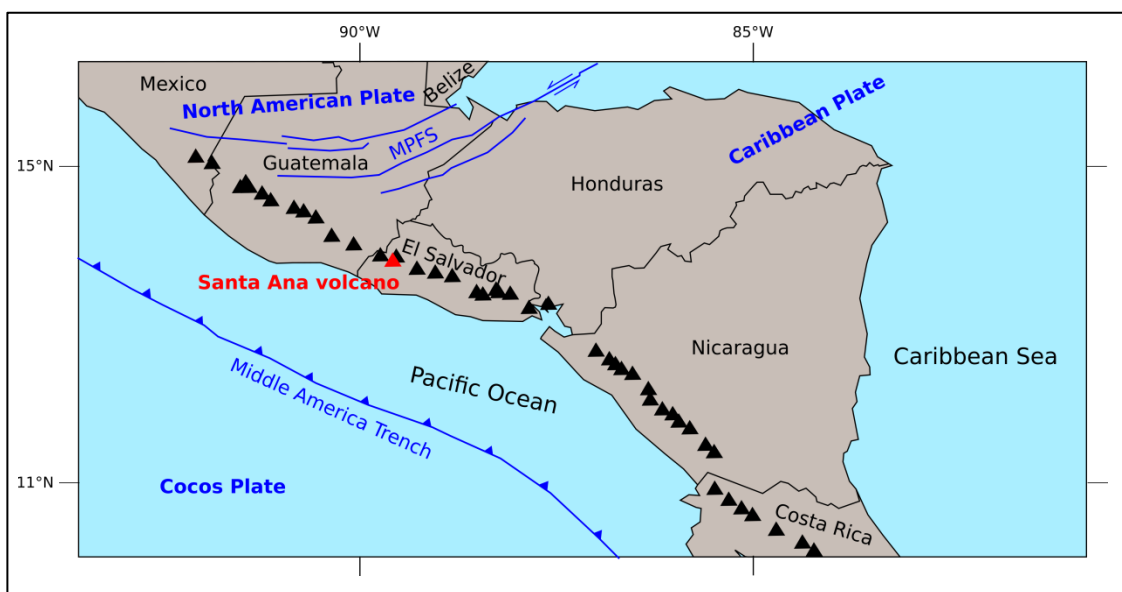 90°W
85°W
Mexico
Belize
North American Plate
Caribbean Plate
MPFS
15°N
Guatemala
Honduras
El Salvador
Santa Ana volcano
Nicaragua
Caribbean Sea
Middle America Trench
Pacific Ocean
11°N
Cocos Plate
Costa Rica